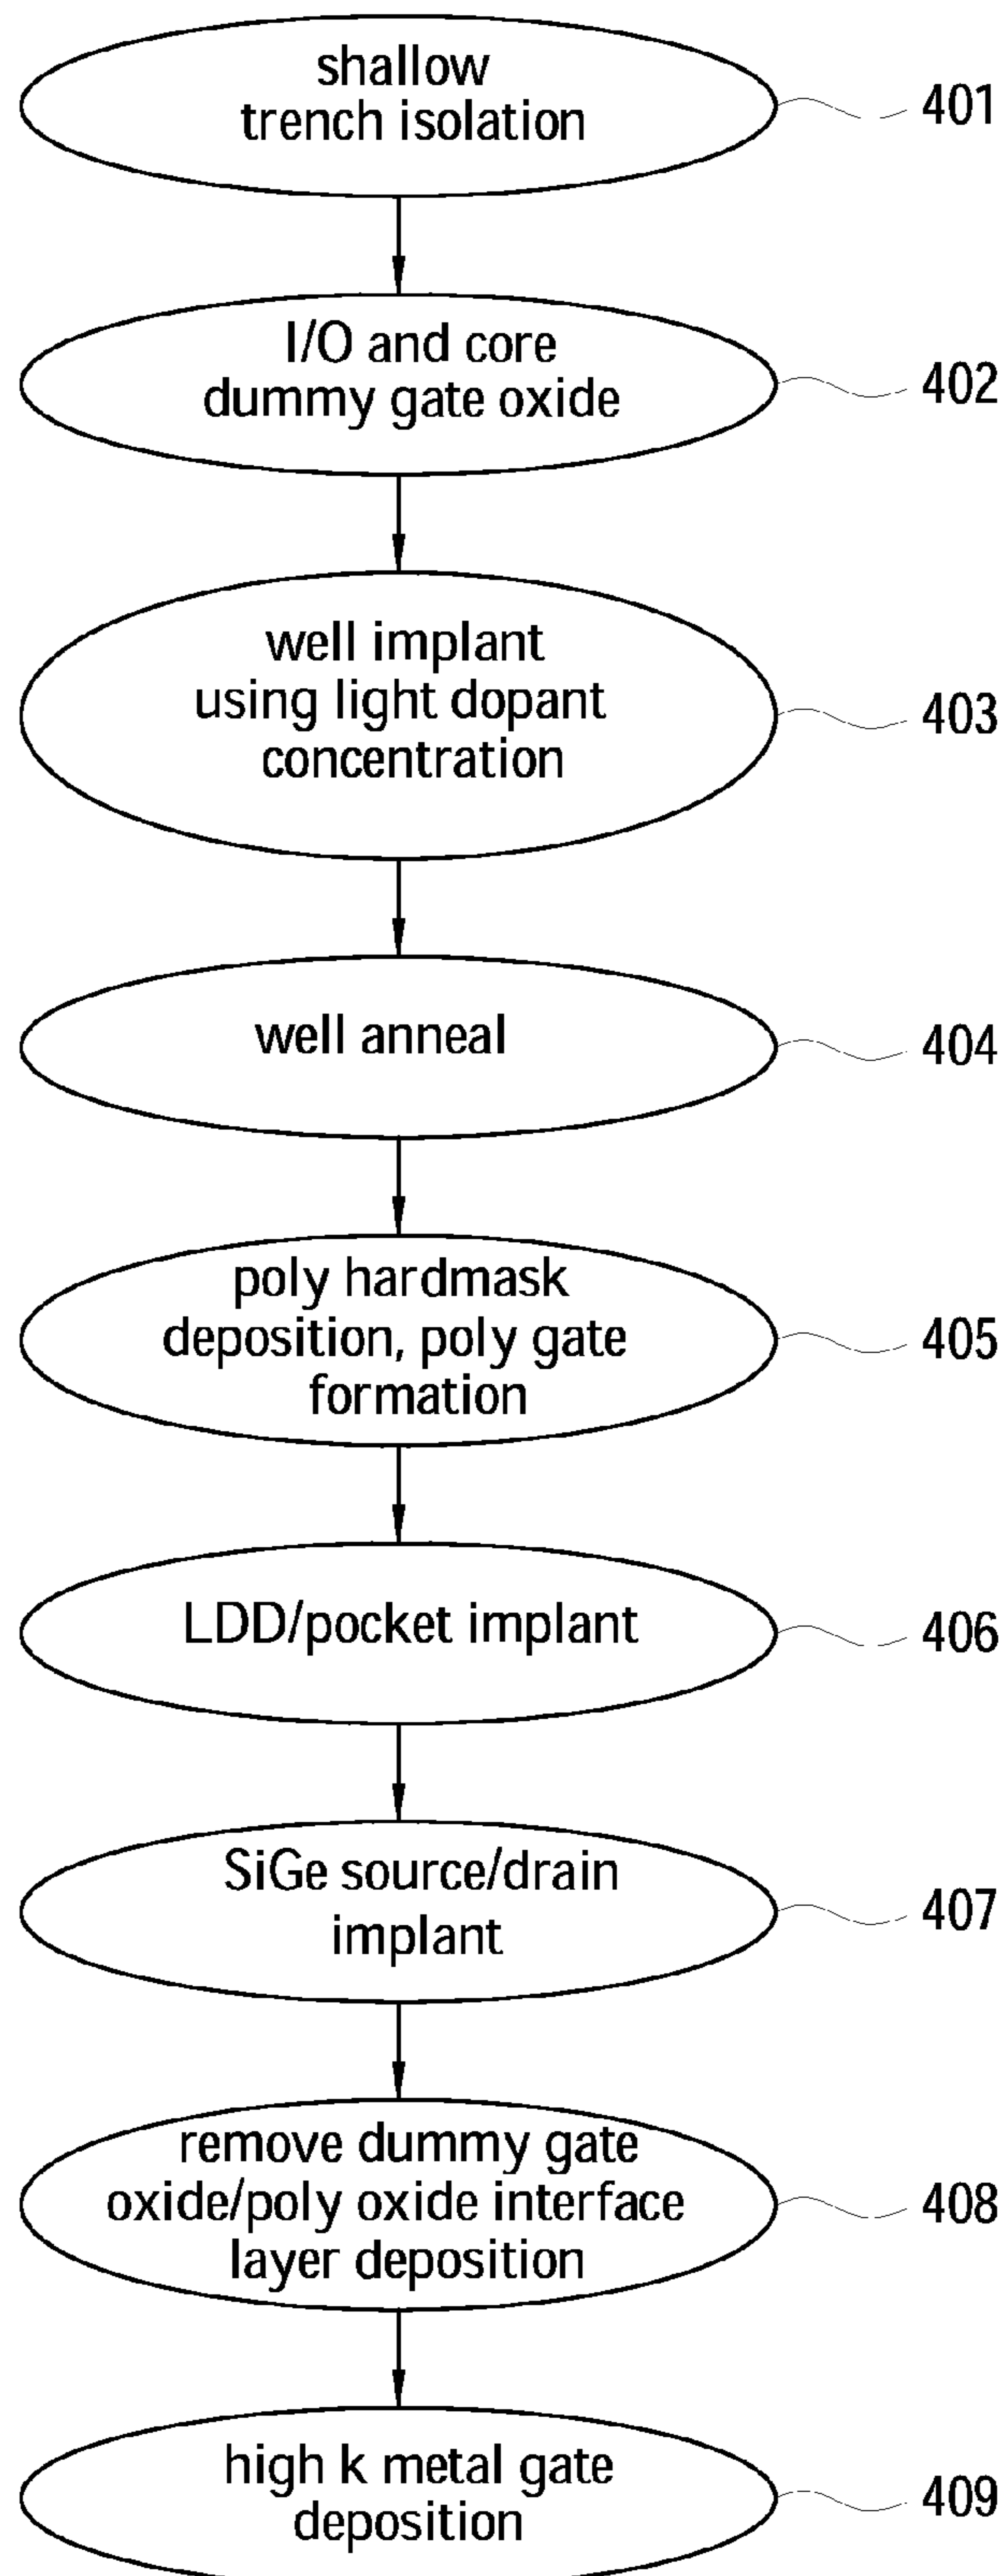 shallow
trench isolation
401
I/O and core
dummy gate oxide
402
well implant
using light dopant
concentration
403
well anneal
404
poly hardmask
deposition, poly gate
formation
405
LDD/pocket implant
406
SiGe source/drain
implant
407
remove dummy gate
oxide/poly oxide interface
layer deposition
408
high k metal gate
deposition
409